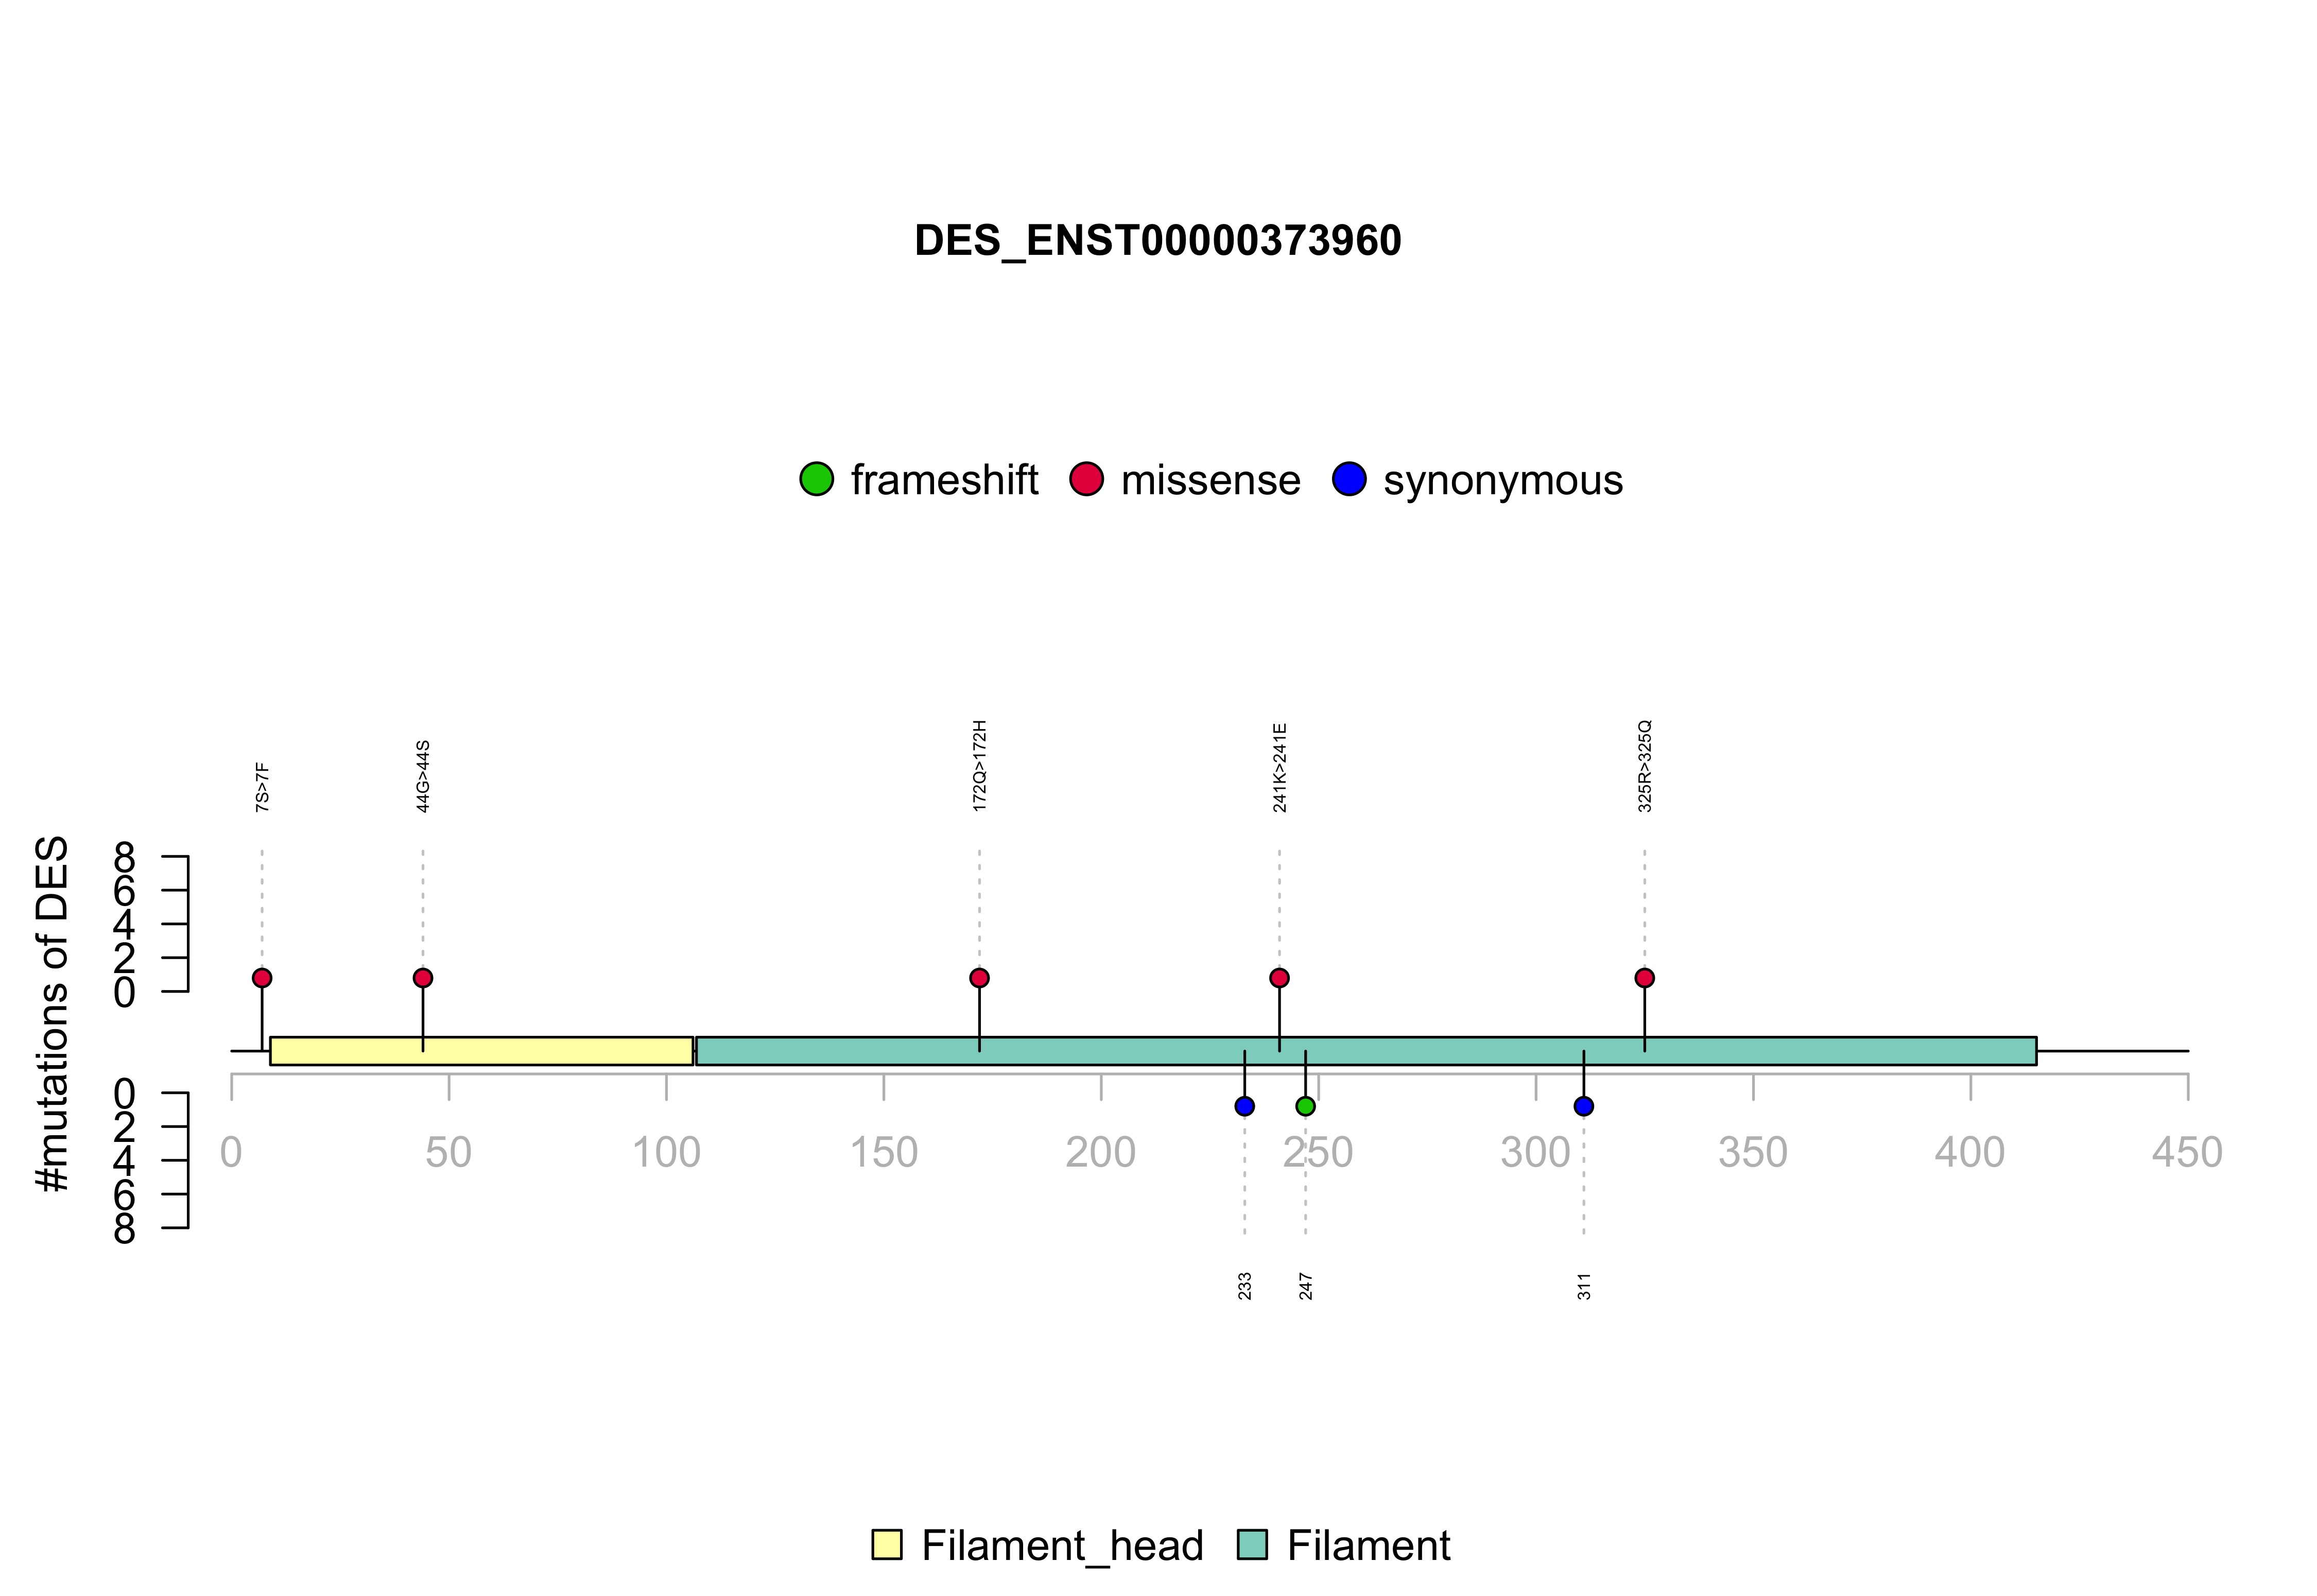 DES_ENST00000373960
frameshift missense synonymous
7S>7F
44G>44S
172Q>172H
241K>241E
325R>325Q
#mutations of DES
8
6
4
2
0
0
2
4
6
8
0 50 100 150 200 250 300 350 400 450
233
247
311
Filament_head Filament